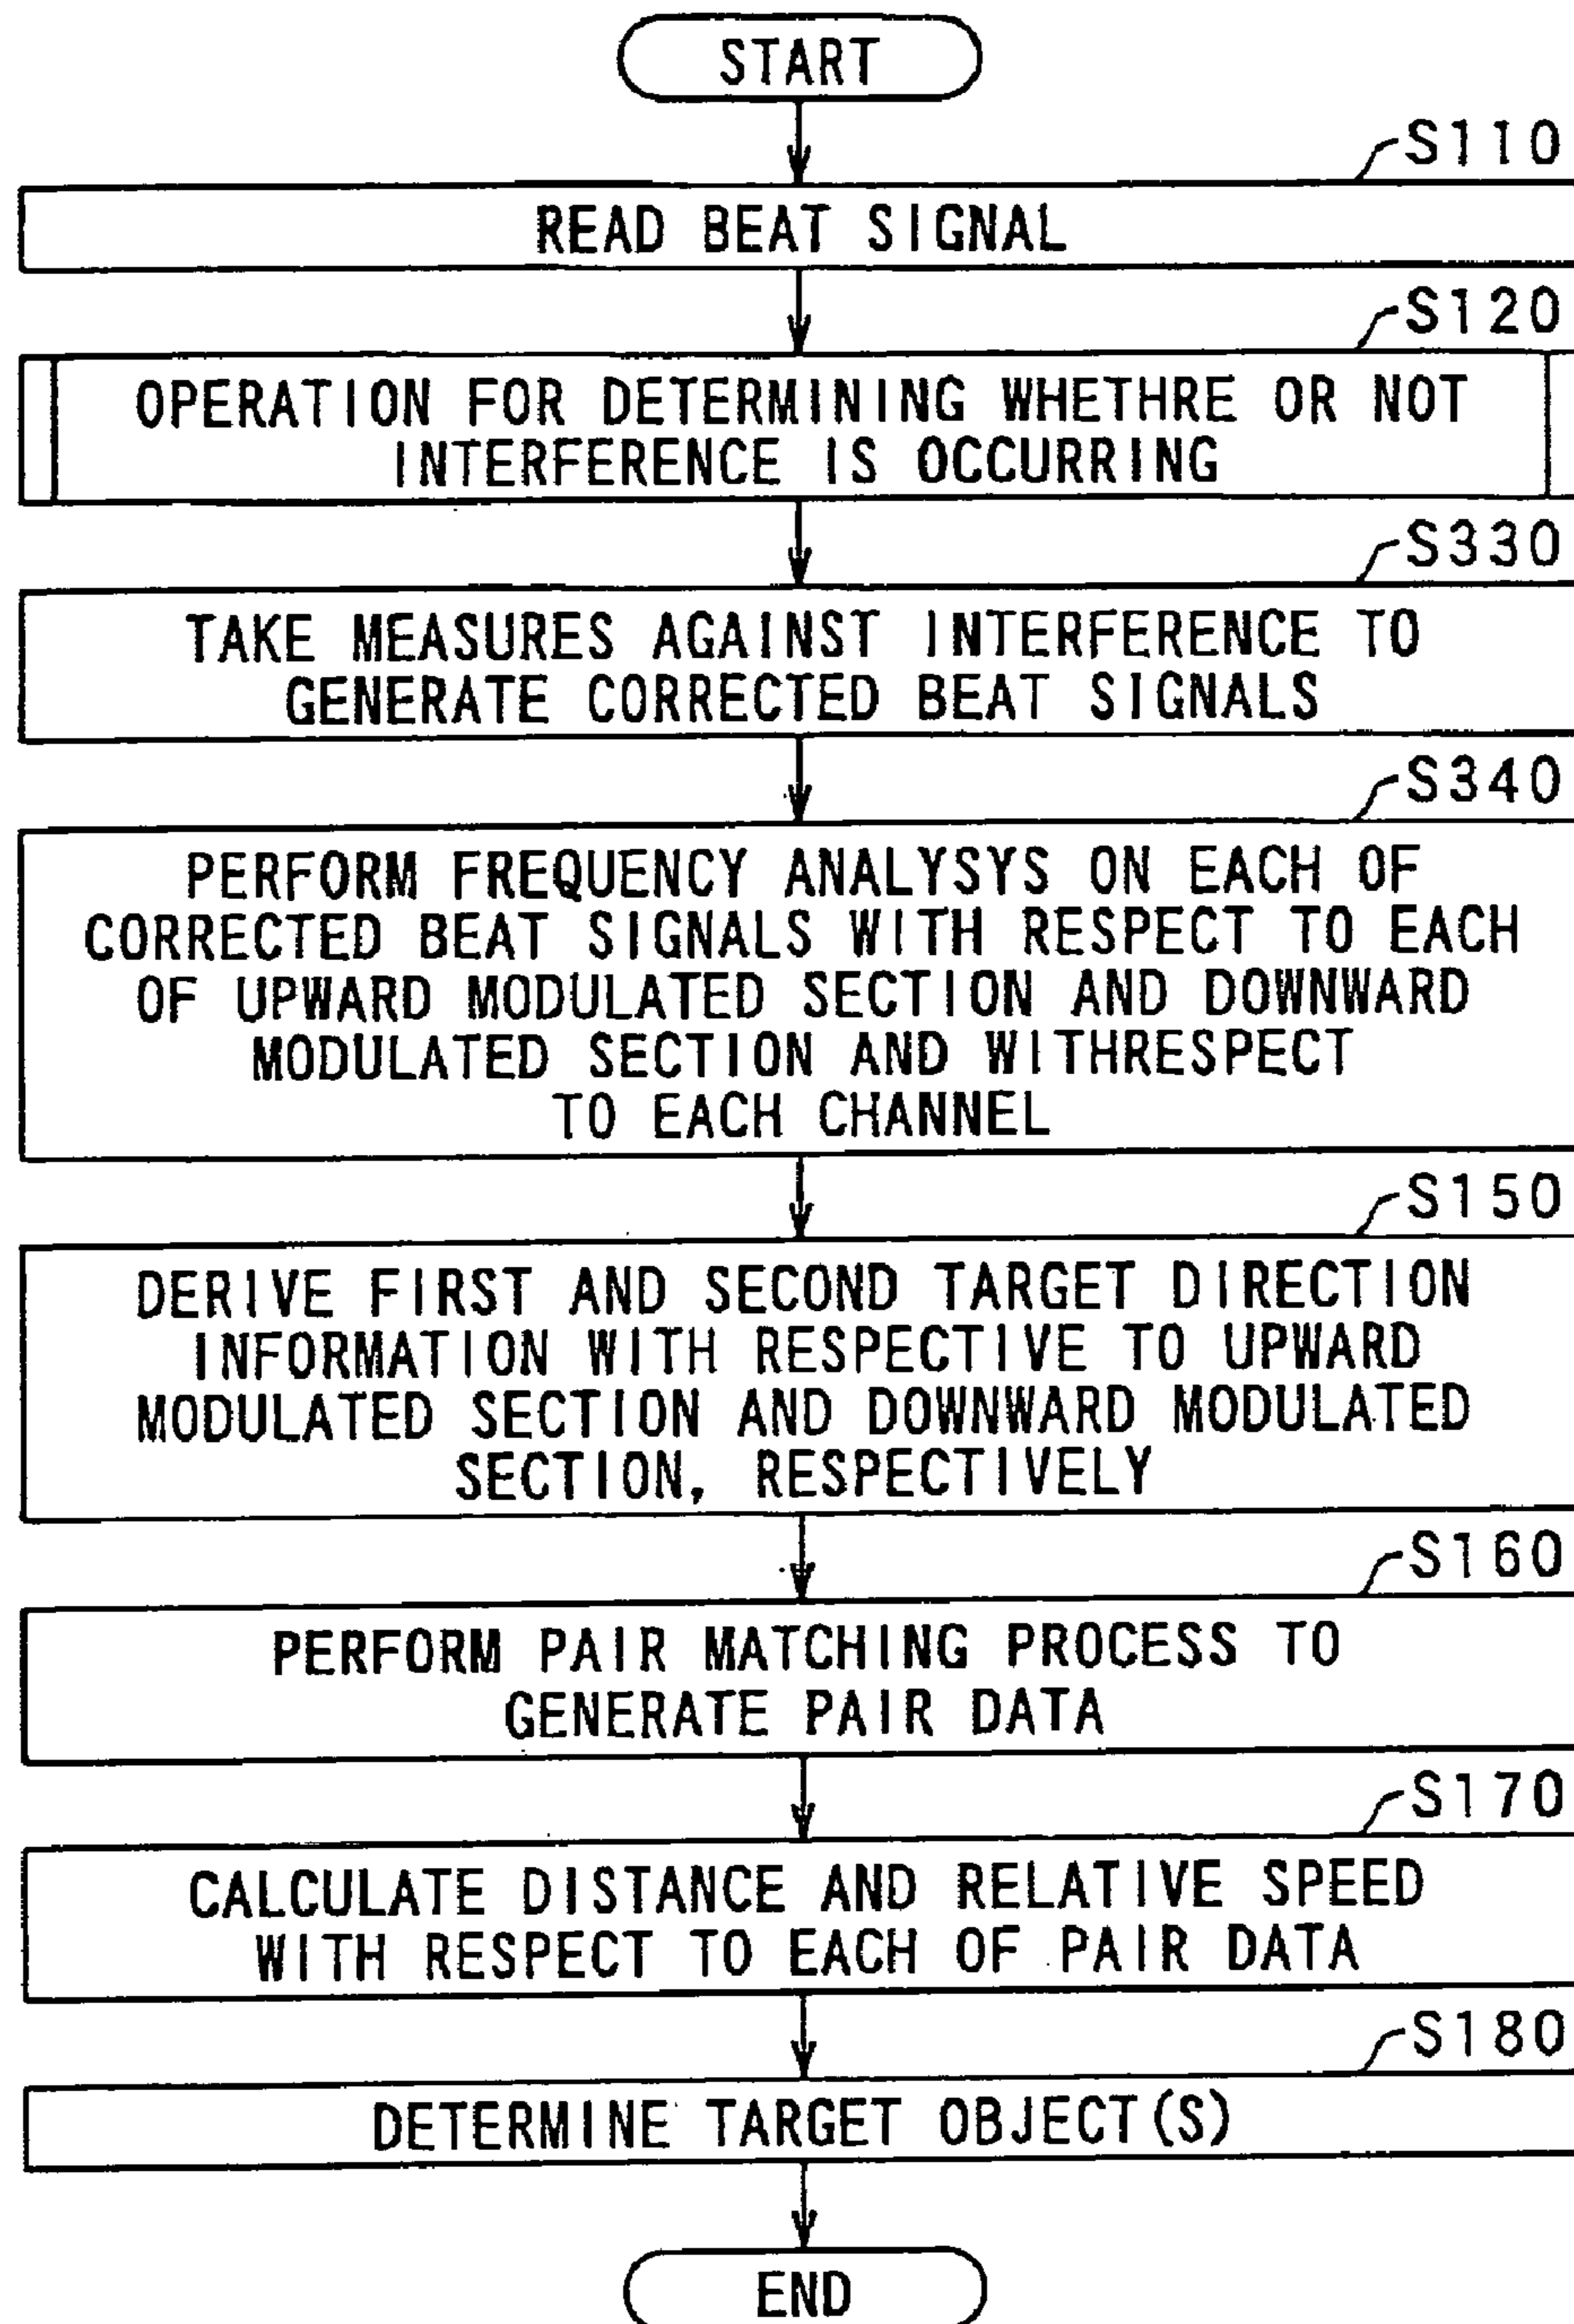 START
S110
READ BEAT SIGNAL
S120
OPERATION FOR DETERMINING WHETHRE OR NOT
INTERFERENCE IS OCCURRING
S330
TAKE MEASURES AGAINST INTERFERENCE TO
GENERATE CORRECTED BEAT SIGNALS
S340
PERFORM FREQUENCY ANALYSYS ON EACH OF
CORRECTED BEAT SIGNALS WITH RESPECT TO EACH
OF UPWARD MODULATED SECTION AND DOWNWARD
MODULATED SECTION AND WITHRESPECT
TO EACH CHANNEL
S150
DERIVE FIRST AND SECOND TARGET DIRECTION
INFORMATION WITH RESPECTIVE TO UPWARD
MODULATED SECTION AND DOWNWARD MODULATED
SECTION, RESPECTIVELY
S160
PERFORM PAIR MATCHING PROCESS TO
GENERATE PAIR DATA
S170
CALCULATE DISTANCE AND RELATIVE SPEED
WITH RESPECT TO EACH OF PAIR DATA
S180
DETERMINE TARGET OBJECT(S)
END